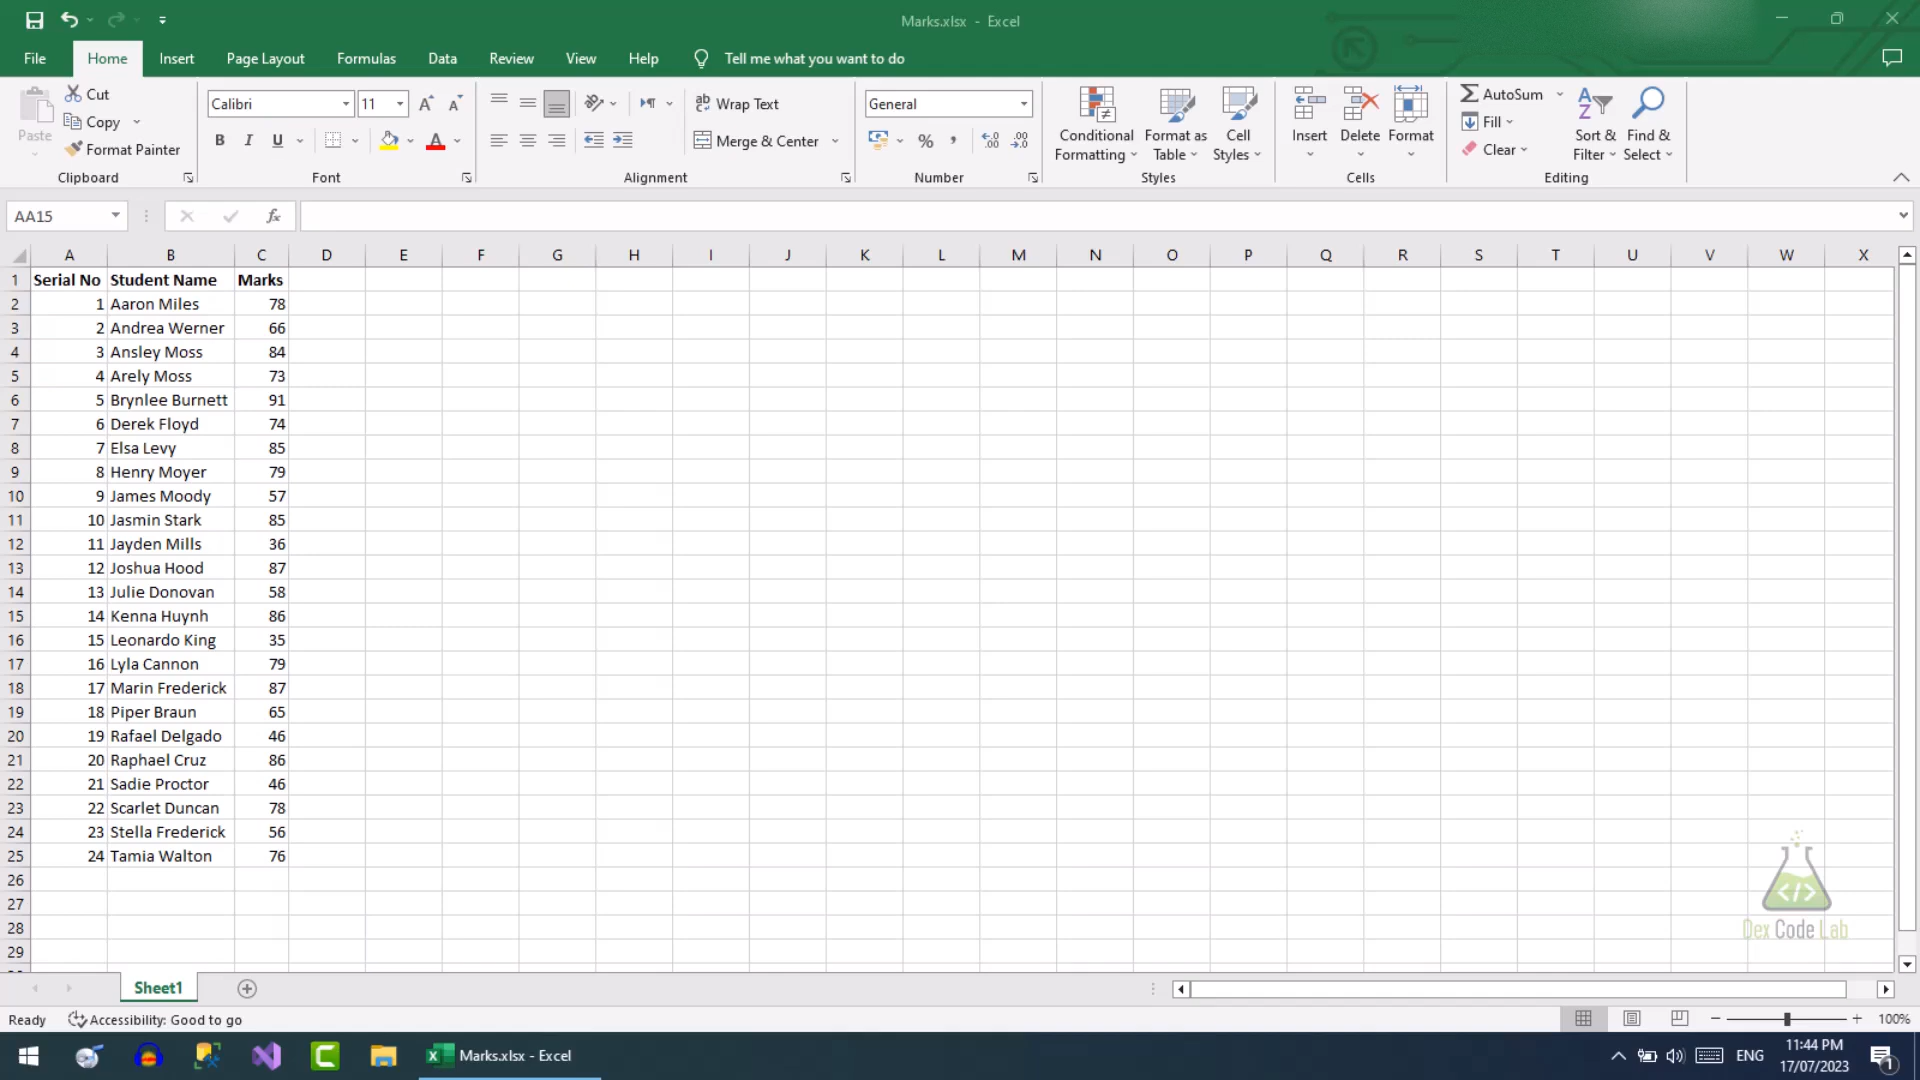 Marks.xlsx - Excel
File Home Insert Page Layout Formulas Data Review View Help Tell me what you want to do
Paste
Cut
Copy
Format Painter
Clipboard
Calibri 11
B I U
Font
Wrap Text
Merge & Center
Alignment
General
Number
Conditional Formatting
Format as Table
Cell Styles
Styles
Insert
Delete
Format
Cells
AutoSum
Fill
Clear
Sort & Filter
Find & Select
Editing
AA15
fx
A B C D E F G H I J K L M N O P Q R S T U V W X
1 Serial No Student Name Marks
2 1 Aaron Miles 78
3 2 Andrea Werner 66
4 3 Ansley Moss 84
5 4 Arely Moss 73
6 5 Brynlee Burnett 91
7 6 Derek Floyd 74
8 7 Elsa Levy 85
9 8 Henry Moyer 79
10 9 James Moody 57
11 10 Jasmin Stark 85
12 11 Jayden Mills 36
13 12 Joshua Hood 87
14 13 Julie Donovan 58
15 14 Kenna Huynh 86
16 15 Leonardo King 35
17 16 Lyla Cannon 79
18 17 Marin Frederick 87
19 18 Piper Braun 65
20 19 Rafael Delgado 46
21 20 Raphael Cruz 86
22 21 Sadie Proctor 46
23 22 Scarlet Duncan 78
24 23 Stella Frederick 56
25 24 Tamia Walton 76
26
27
28
29
</>
Dex Code Lab
Sheet1
Ready Accessibility: Good to go 100%
Marks.xlsx - Excel
ENG
11:44 PM
17/07/2023
1